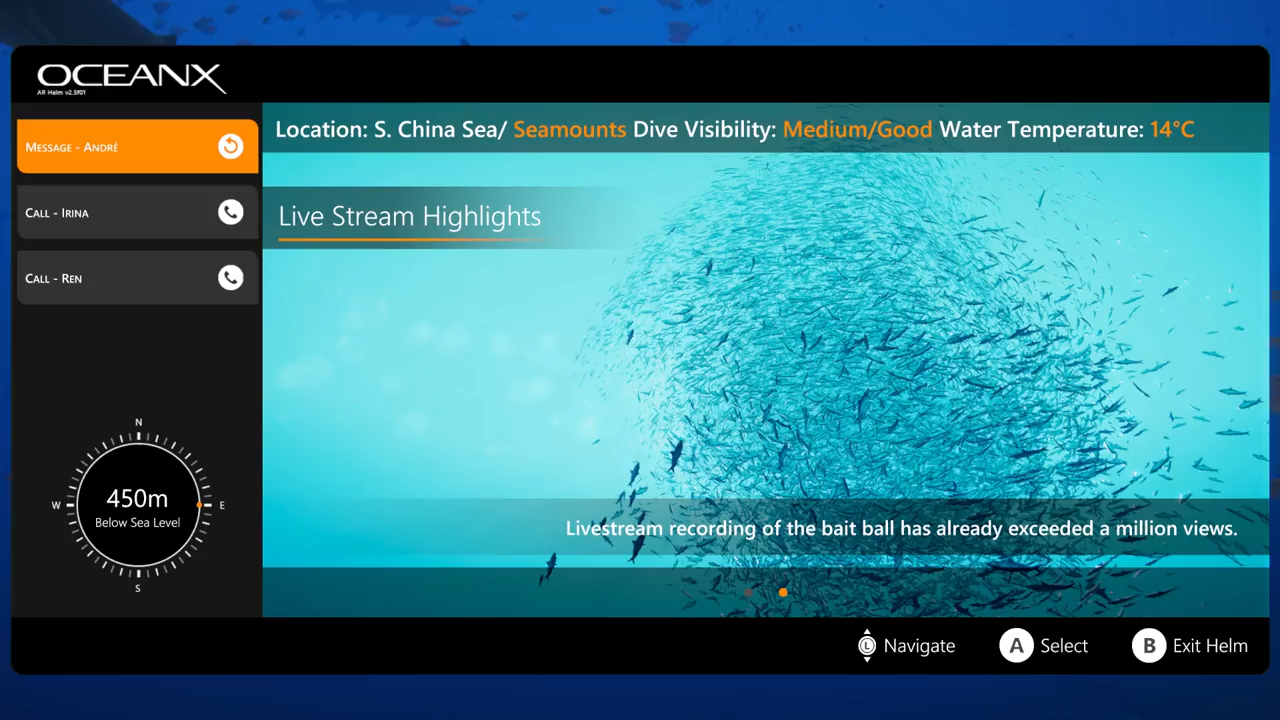 OCEANX
AR Helm v2.5f01
Message - André
Call - Irina
Call - Ren
Location: S. China Sea/ Seamounts Dive Visibility: Medium/Good Water Temperature: 14°C
Live Stream Highlights
Livestream recording of the bait ball has already exceeded a million views.
N
W
E
S
450m
Below Sea Level
L Navigate
A Select
B Exit Helm